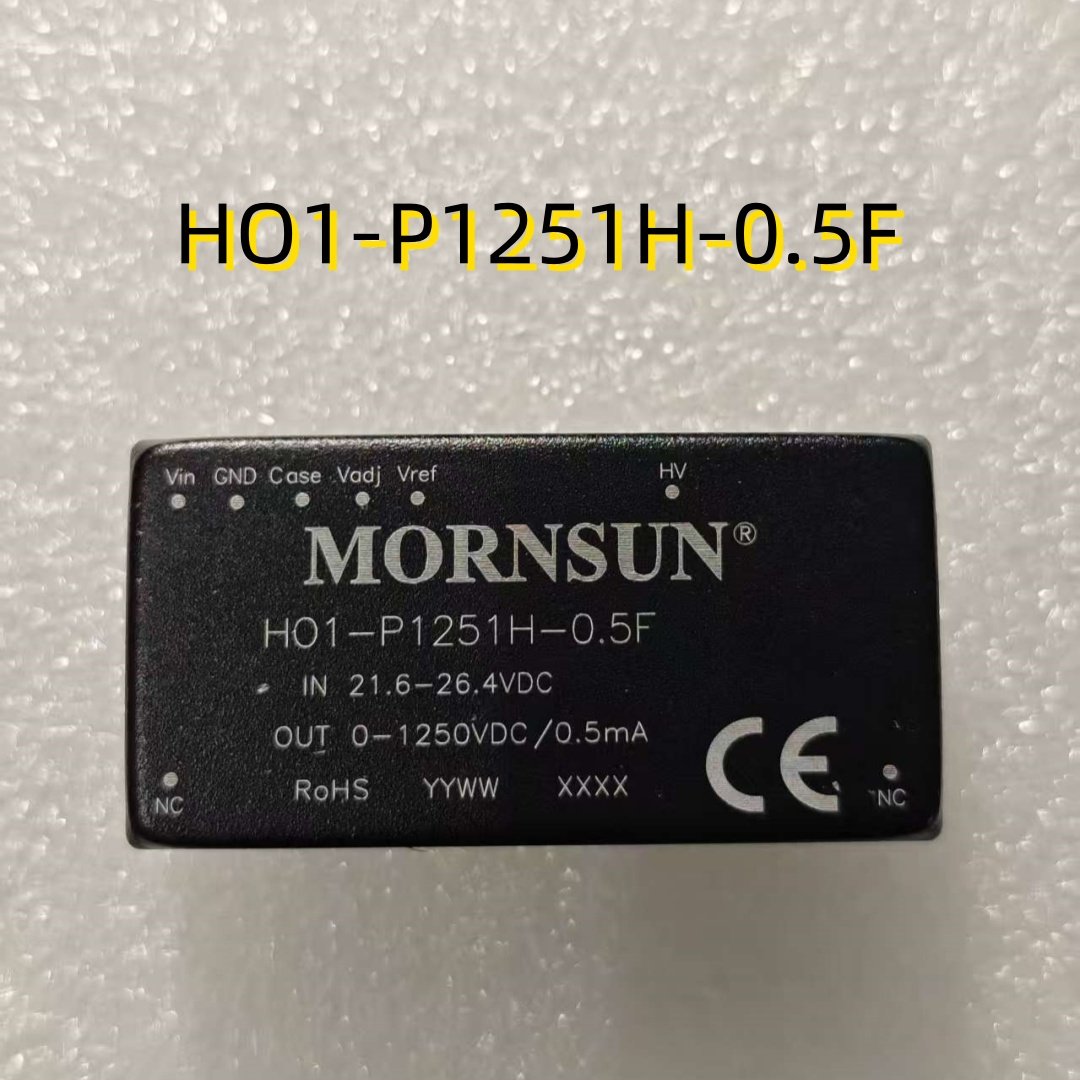 HO1-P1251H-0.5F
Vin GND Case Vadj Vref HV
MORNSUN®
HO1-P1251H-0.5F
IN 21.6-26.4VDC
OUT 0-1250VDC/0.5mA
RoHS YYWW XXXX
CE
NC NC